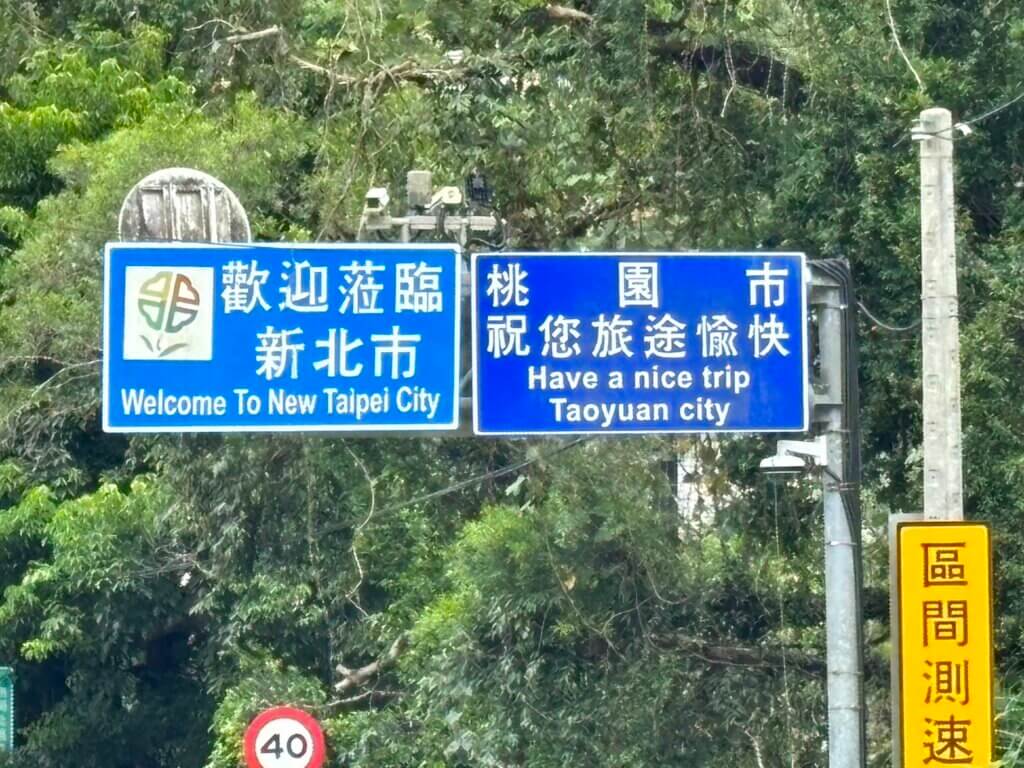 歡迎蒞臨
新北市
Welcome To New Taipei City
桃園市
祝您旅途愉快
Have a nice trip
Taoyuan city
區間測速
40